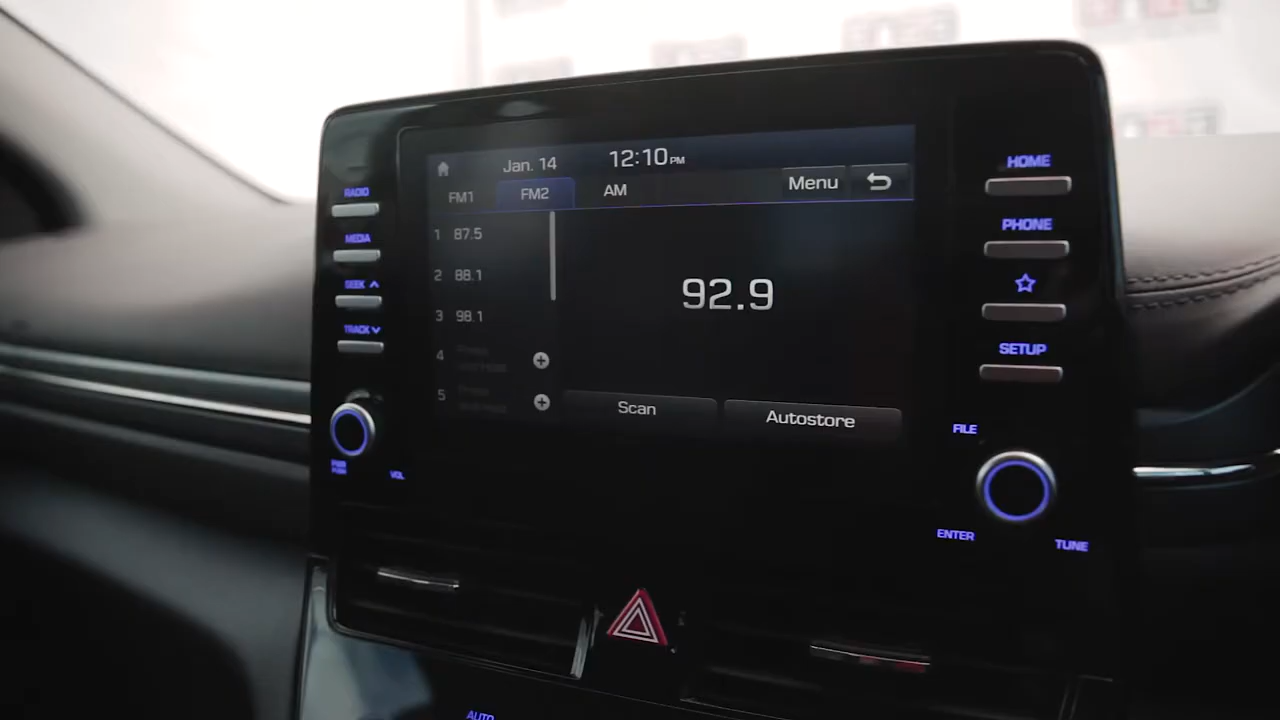 RADIO
MEDIA
SEEK
TRACK
VOL
Jan. 14 12:10 PM
FM1 FM2 AM Menu
1 87.5
2 88.1
3 98.1
4
5
92.9
Scan Autostore
HOME
PHONE
SETUP
FILE
ENTER
TUNE
AUTO